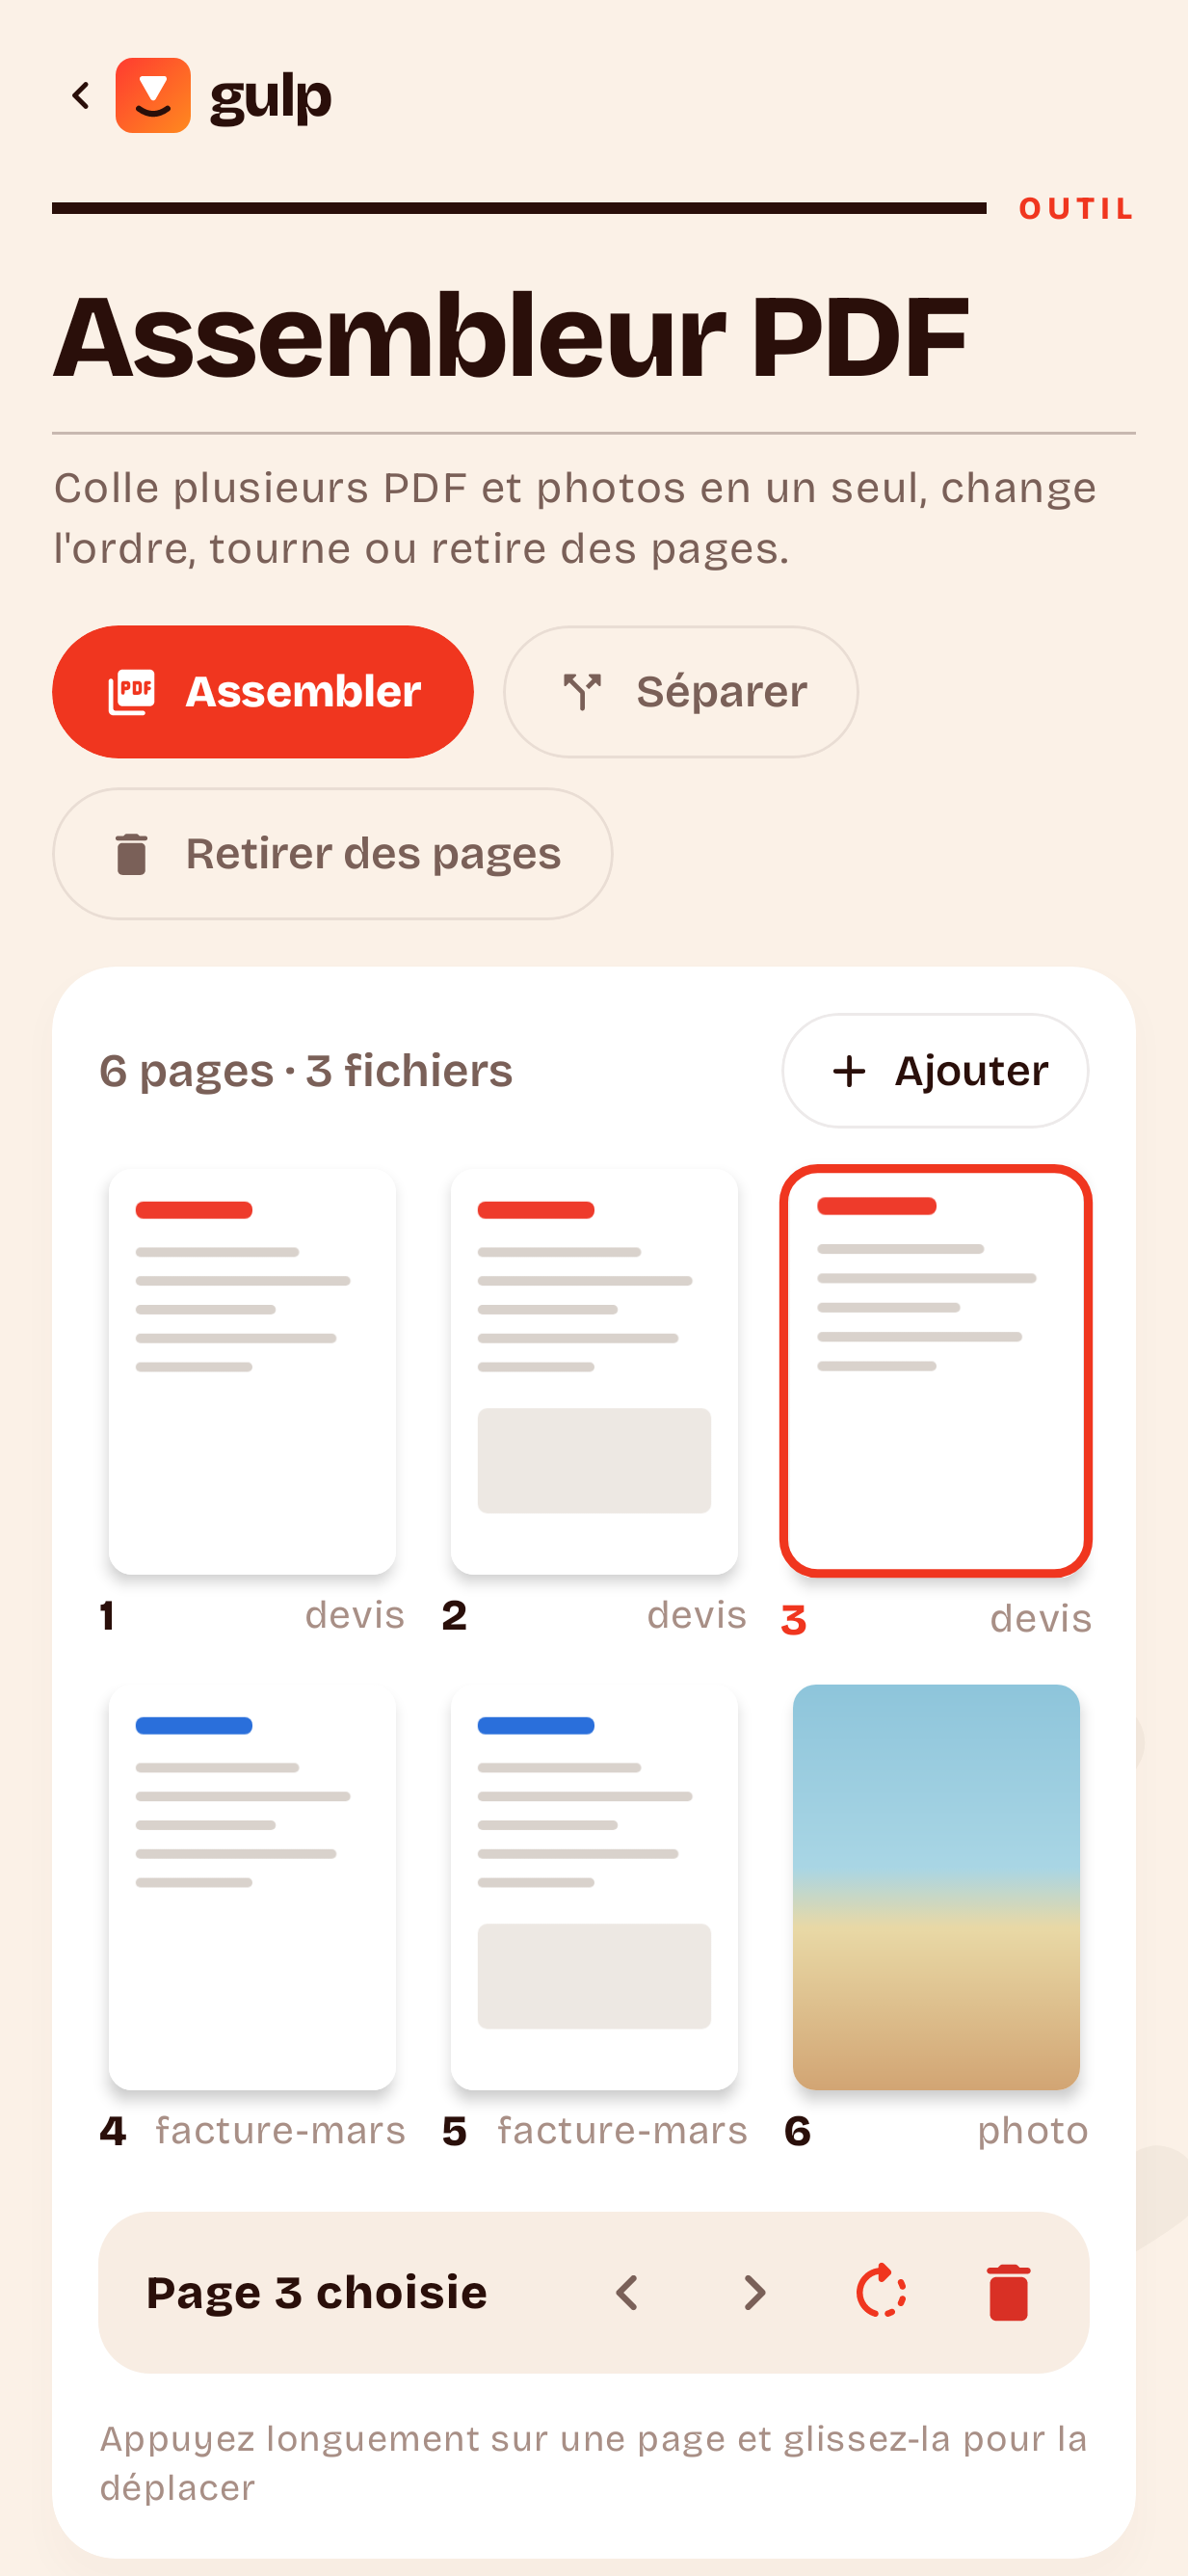 gulp
OUTIL
Assembleur PDF
Colle plusieurs PDF et photos en un seul, change
l'ordre, tourne ou retire des pages.
PDF Assembler
Séparer
Retirer des pages
6 pages · 3 fichiers
+ Ajouter
1 devis
2 devis
3 devis
4 facture-mars
5 facture-mars
6 photo
Page 3 choisie
Appuyez longuement sur une page et glissez-la pour la
déplacer